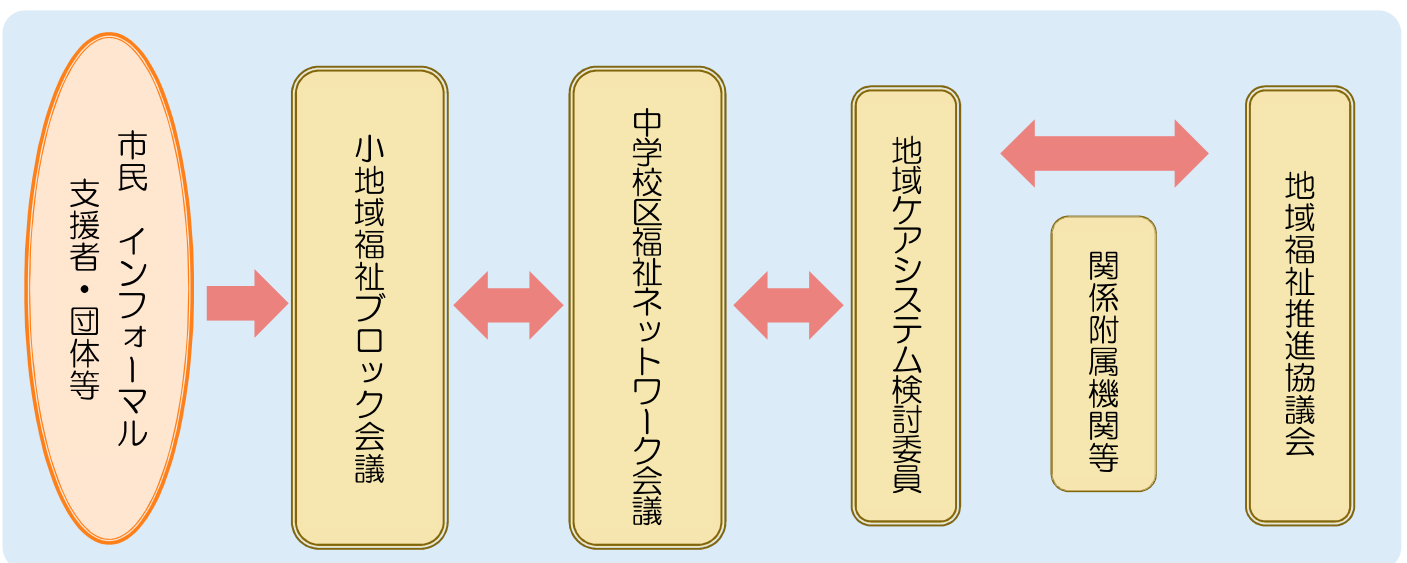 市民　インフォーマル
支援者・団体等
小地域福祉ブロック会議
中学校区福祉ネットワーク会議
地域ケアシステム検討委員
関係附属機関等
地域福祉推進協議会